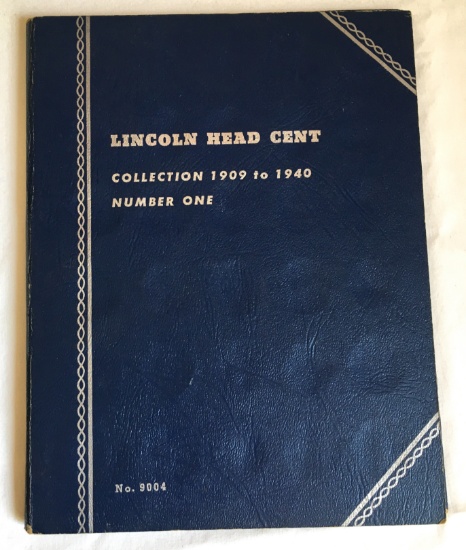 LINCOLN HEAD CENT
COLLECTION 1909 to 1940
NUMBER ONE
No. 9004